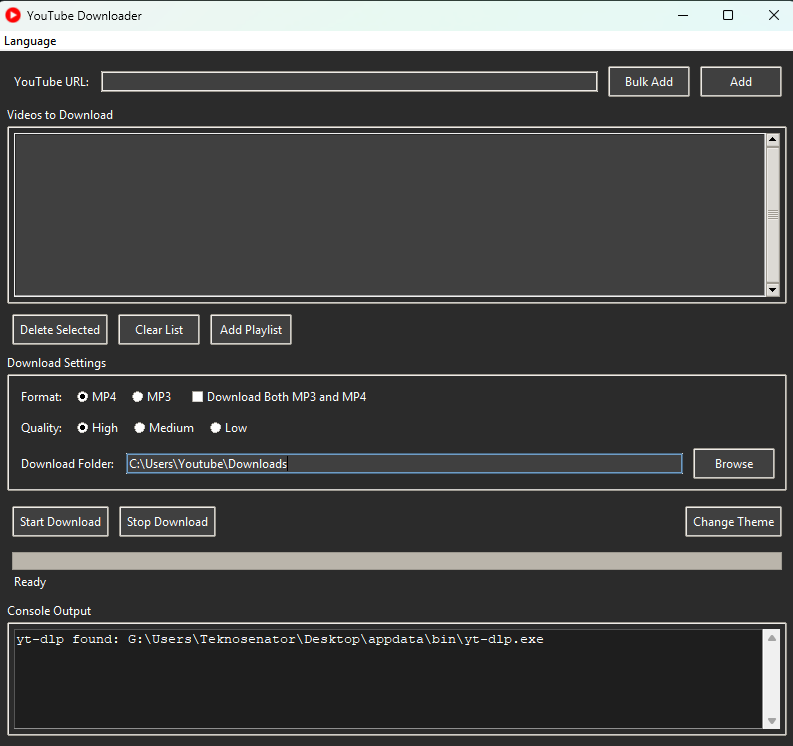 YouTube Downloader
Language
YouTube URL: Bulk Add Add
Videos to Download
Delete Selected Clear List Add Playlist
Download Settings
Format: MP4 MP3 Download Both MP3 and MP4
Quality: High Medium Low
Download Folder: C:\Users\Youtube\Downloads Browse
Start Download Stop Download Change Theme
Ready
Console Output
yt-dlp found: G:\Users\Teknosenator\Desktop\appdata\bin\yt-dlp.exe